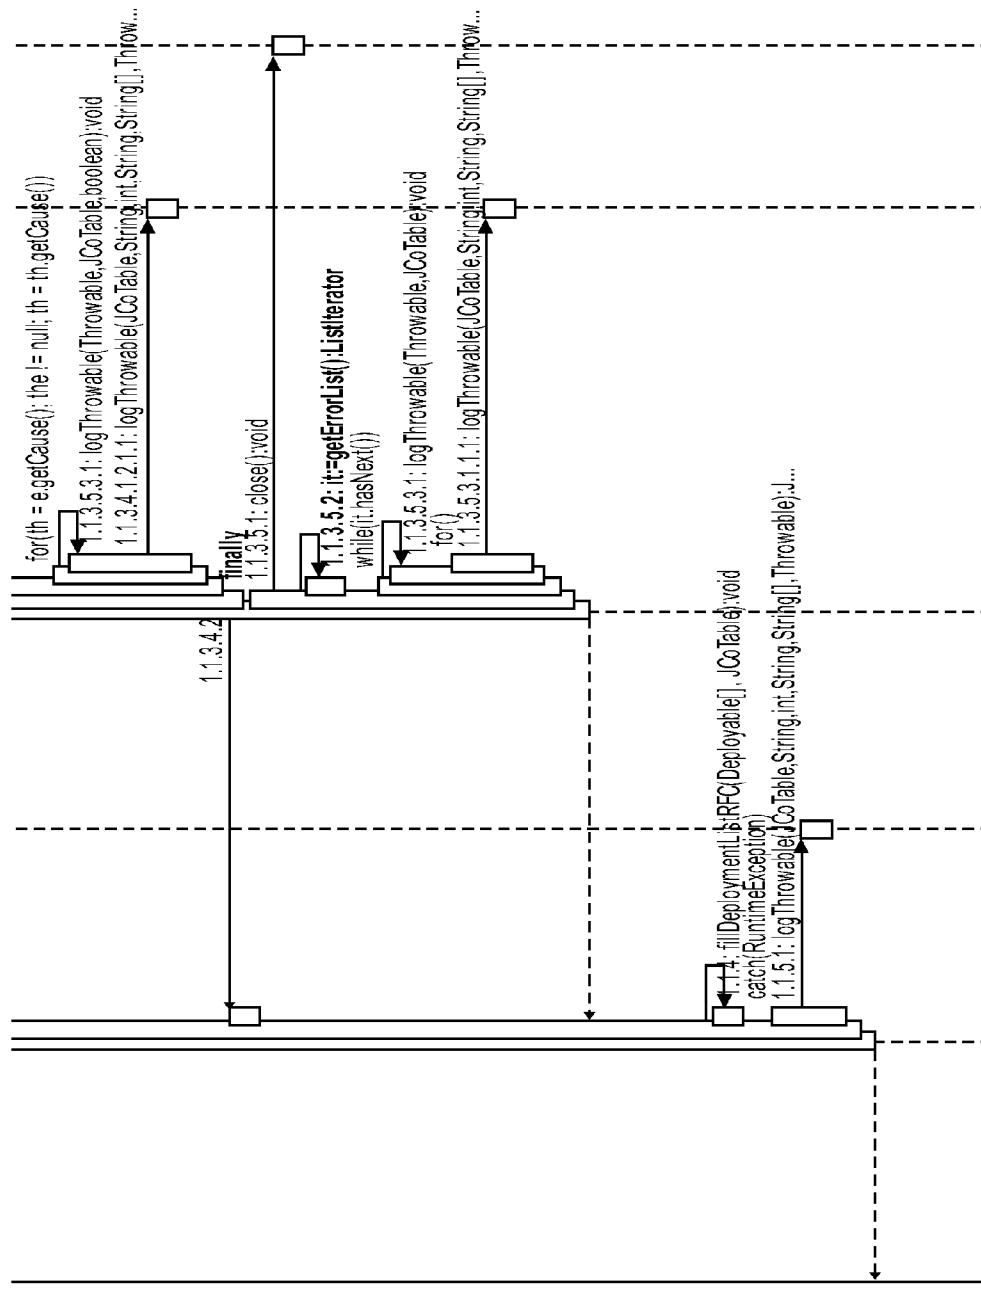 for(th = e.getCause(); the != null; th = th.getCause())
1.1.3.5.3.1: logThrowable(Throwable,JCoTable,boolean):void
1.1.3.4.1.2.1.1: logThrowable(JCoTable,String,int,String,String[],Throw...
1.1.3.4.2
finally
1.1.3.5.1: close():void
1.1.3.5.2: it:=getErrorList():ListIterator
while(it.hasNext())
1.1.3.5.3.1: logThrowable(Throwable,JCoTable):void
for()
1.1.3.5.3.1.1.1: logThrowable(JCoTable,String,int,String,String[],Throw...
1.1.4: fillDeploymentListRFC(Deployable[], JCoTable):void
catch(RuntimeException)
1.1.5.1: logThrowable(JCoTable,String,int,String,String[],Throwable):J...